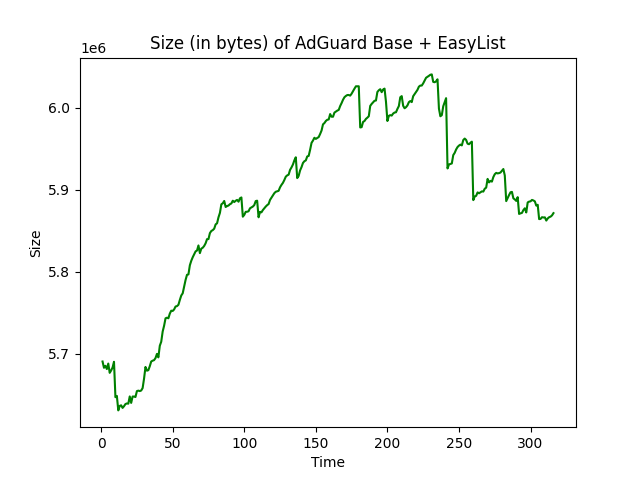 Size (in bytes) of AdGuard Base + EasyList
1e6
6.0
5.9
5.8
5.7
Size
0 50 100 150 200 250 300
Time